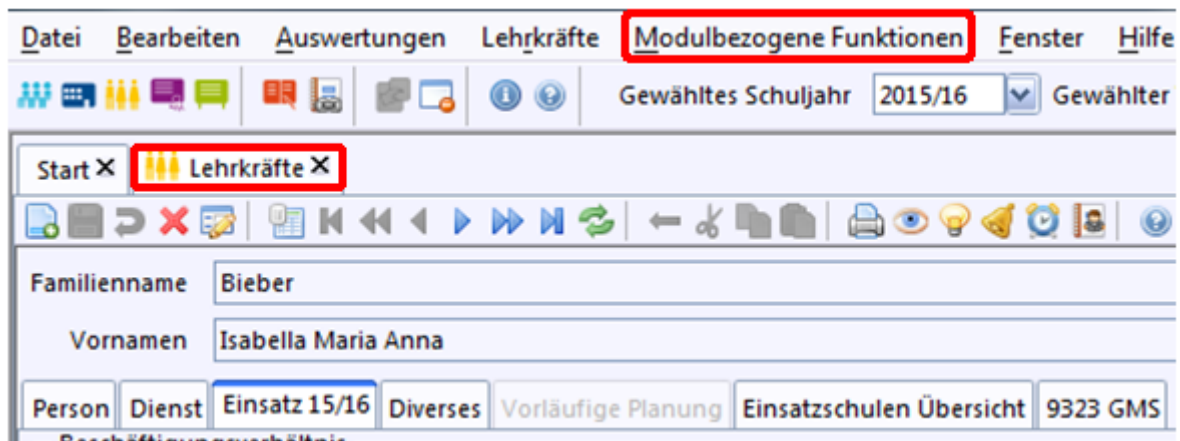 Datei Bearbeiten Auswertungen Lehrkräfte Modulbezogene Funktionen Fenster Hilfe
Gewähltes Schuljahr 2015/16 Gewählter
Start Lehrkräfte
Familienname Bieber
Vornamen Isabella Maria Anna
Person Dienst Einsatz 15/16 Diverses Vorläufige Planung Einsatzschulen Übersicht 9323 GMS
Beschäftigungsverhältnis